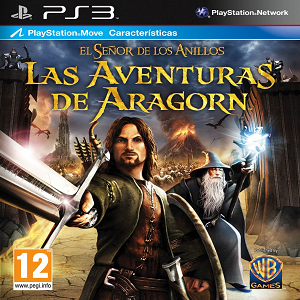 PS3
PlayStation®Network
PlayStation®Move Características
EL SEÑOR DE LOS ANILLOS
LAS AVENTURAS
DE ARAGORN
12
www.pegi.info
WB
GAMES